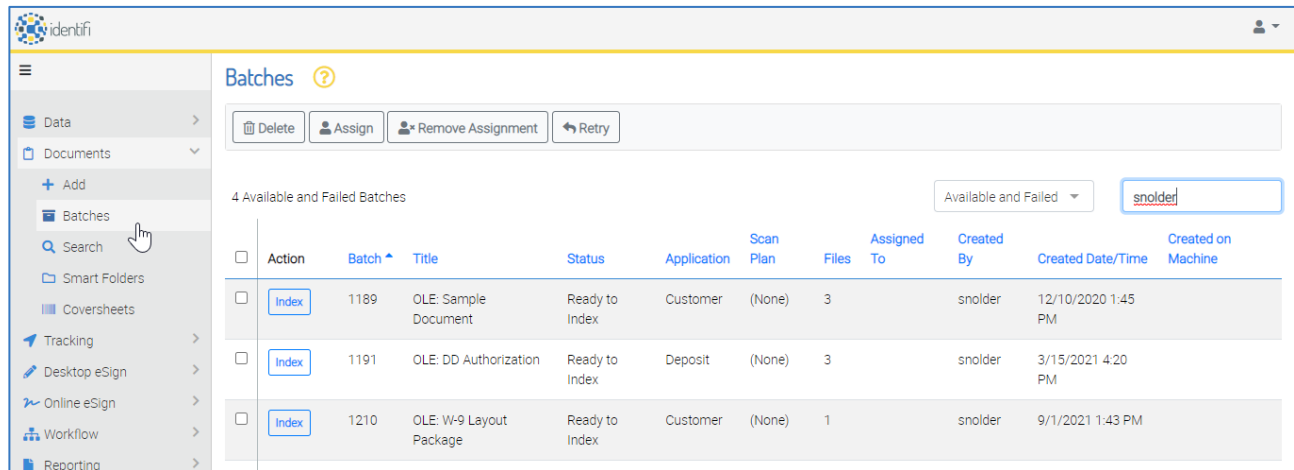 identifi
Batches ?
Data
Documents
Add
Batches
Search
Smart Folders
Coversheets
Tracking
Desktop eSign
Online eSign
Workflow
Reporting
Delete Assign Remove Assignment Retry
4 Available and Failed Batches Available and Failed snolder
Scan Assigned Created Created on
Action Batch Title Status Application Plan Files To By Created Date/Time Machine
Index 1189 OLE: Sample Ready to Customer (None) 3 snolder 12/10/2020 1:45
Document Index PM
Index 1191 OLE: DD Authorization Ready to Deposit (None) 3 snolder 3/15/2021 4:20
Index PM
Index 1210 OLE: W-9 Layout Ready to Customer (None) 1 snolder 9/1/2021 1:43 PM
Package Index